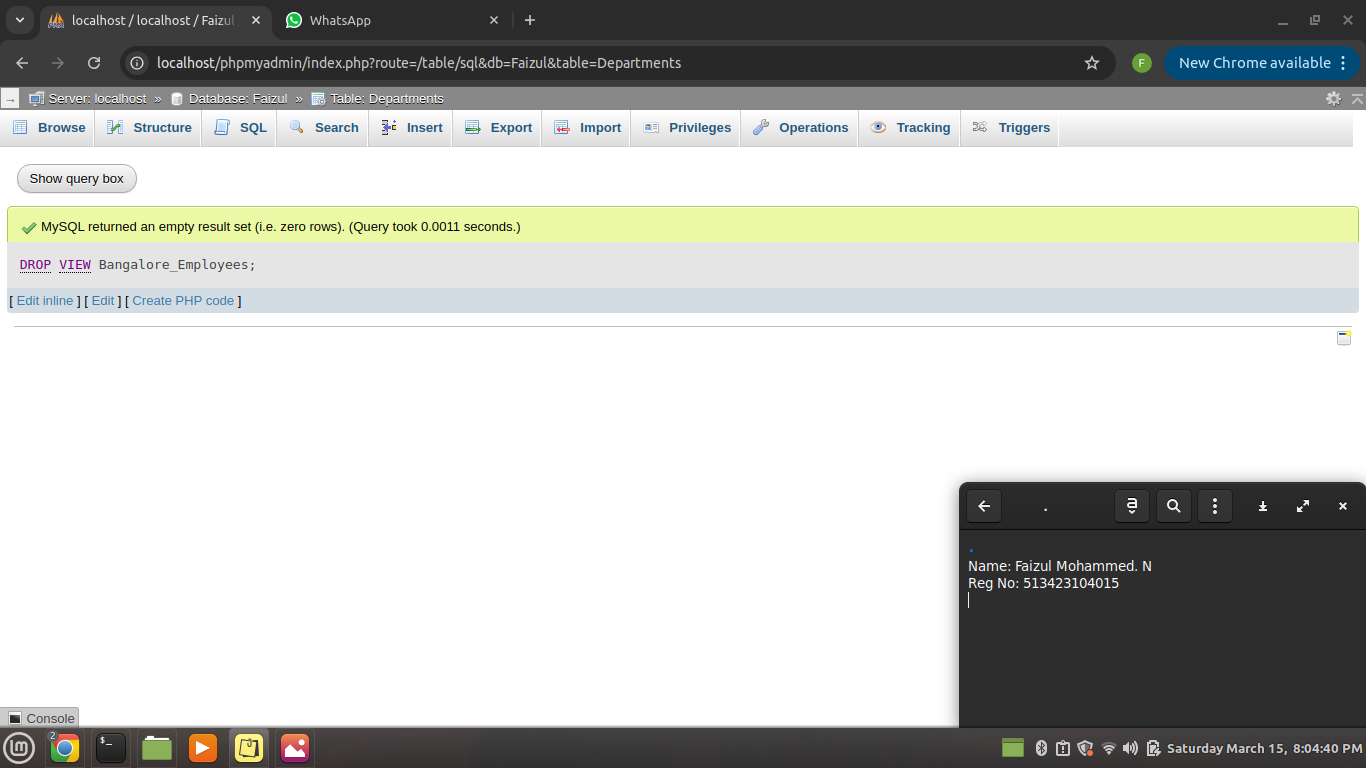 localhost / localhost / Faizul
WhatsApp
localhost/phpmyadmin/index.php?route=/table/sql&db=Faizul&table=Departments
F
New Chrome available
Server: localhost » Database: Faizul » Table: Departments
Browse Structure SQL Search Insert Export Import Privileges Operations Tracking Triggers
Show query box
MySQL returned an empty result set (i.e. zero rows). (Query took 0.0011 seconds.)
DROP VIEW Bangalore_Employees;
[ Edit inline ] [ Edit ] [ Create PHP code ]
.
a
.
Name: Faizul Mohammed. N
Reg No: 513423104015
Console
2
$_
Saturday March 15, 8:04:40 PM